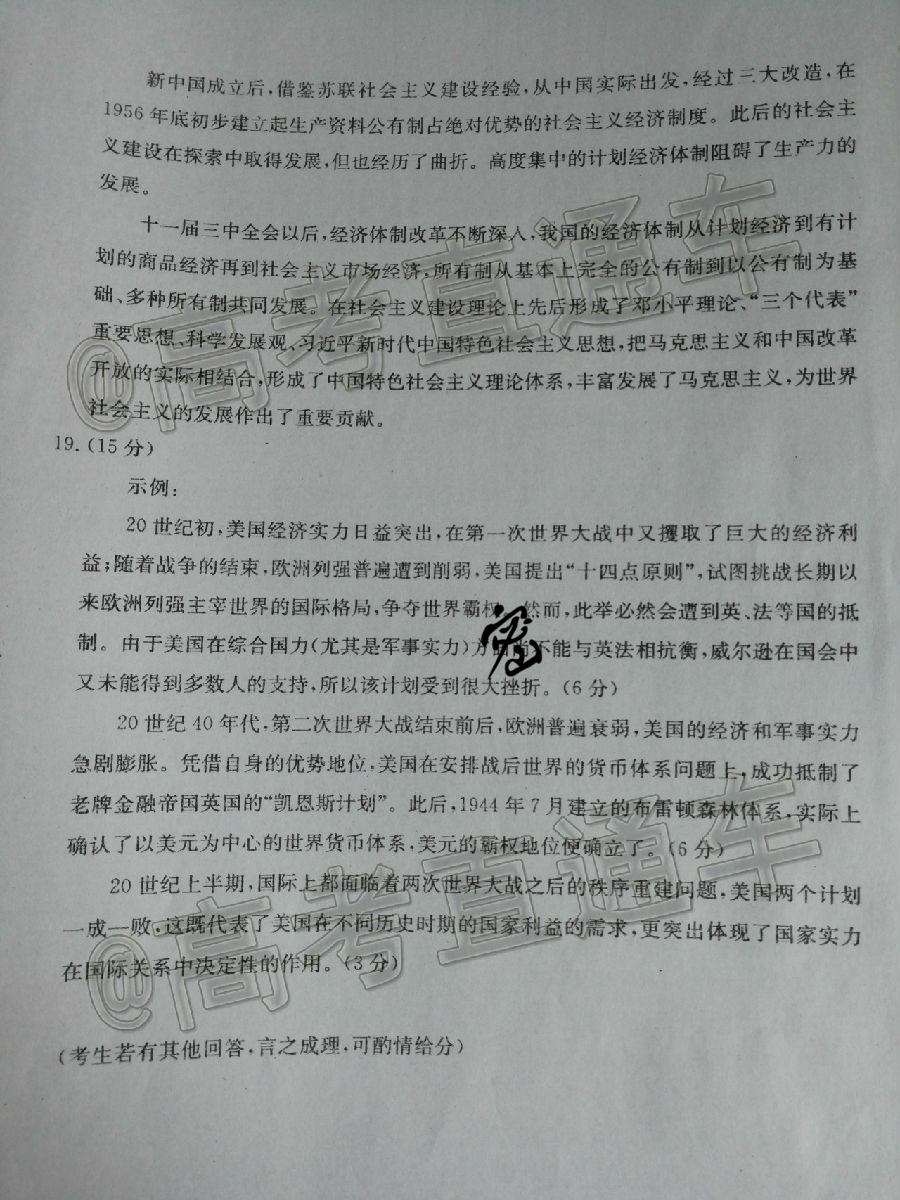 新中国成立后,借鉴苏联社会主义建设经验,从中国实际出发,经过三大改造,在
1956年底初步建立起生产资料公有制占绝对优势的社会主义经济制度。此后的社会主
义建设在探索中取得发展,但也经历了曲折。高度集中的计划经济体制阻碍了生产力的
发展。
十一届三中全会以后,经济体制改革不断深入,我国的经济体制从计划经济到有计
划的商品经济再到社会主义市场经济,所有制从基本上完全的公有制到以公有制为基
础、多种所有制共同发展。在社会主义建设理论上先后形成了邓小平理论、“三个代表”
重要思想、科学发展观、习近平新时代中国特色社会主义思想,把马克思主义和中国改革
开放的实际相结合,形成了中国特色社会主义理论体系,丰富发展了马克思主义,为世界
社会主义的发展作出了重要贡献。
19.(15分)
示例:
20世纪初,美国经济实力日益突出,在第一次世界大战中又攫取了巨大的经济利
益;随着战争的结束,欧洲列强普遍遭到削弱,美国提出“十四点原则”,试图挑战长期以
来欧洲列强主宰世界的国际格局,争夺世界霸权 然而,此举必然会遭到英、法等国的抵
制。由于美国在综合国力(尤其是军事实力)方 不能与英法相抗衡,威尔逊在国会中
又未能得到多数人的支持,所以该计划受到很大挫折。(6分)
20世纪40年代,第二次世界大战结束前后,欧洲普遍衰弱,美国的经济和军事实力
急剧膨胀。凭借自身的优势地位,美国在安排战后世界的货币体系问题上,成功抵制了
老牌金融帝国英国的“凯恩斯计划”。此后,1944年7月建立的布雷顿森林体系,实际上
确认了以美元为中心的世界货币体系,美元的霸权地位便确立了。(6分)
20世纪上半期,国际上都面临着两次世界大战之后的秩序重建问题,美国两个计划
一成一败,这既代表了美国在不同历史时期的国家利益的需求,更突出体现了国家实力
在国际关系中决定性的作用。(3分)
(考生若有其他回答,言之成理,可酌情给分)
@高考直通车
@高考直通车